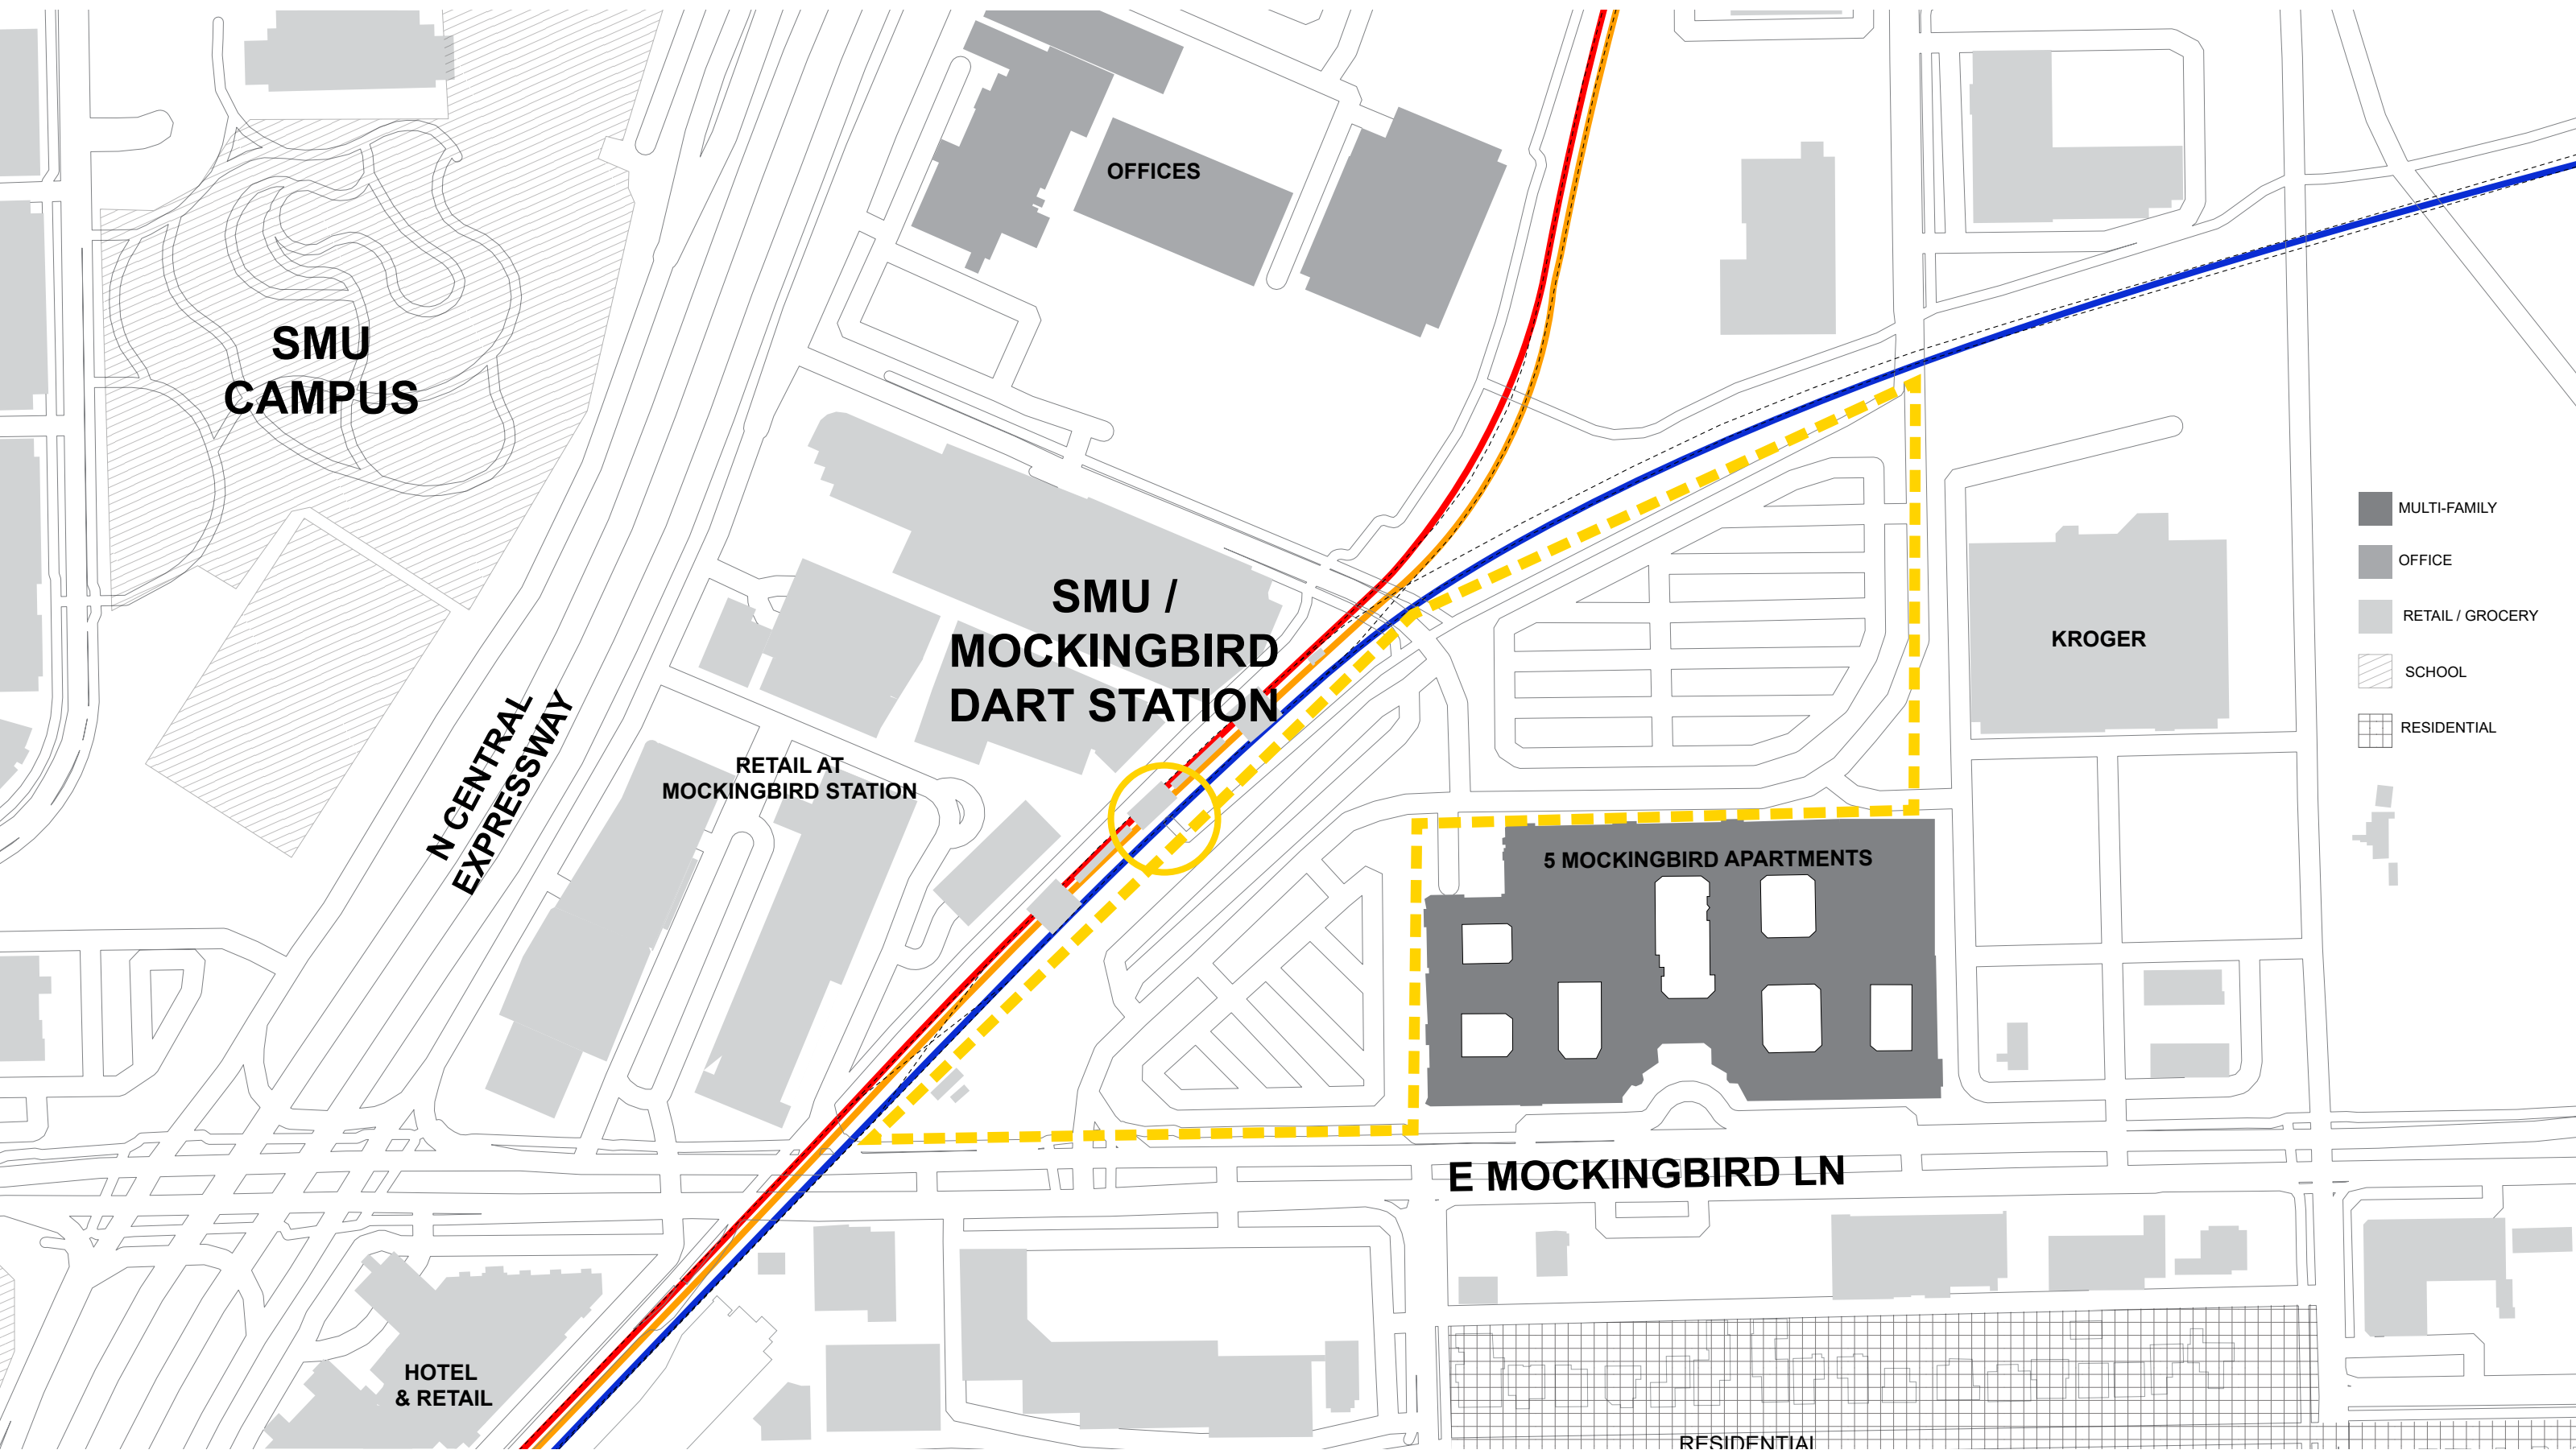 OFFICES
SMU
CAMPUS
MULTI-FAMILY
OFFICE
RETAIL / GROCERY
SCHOOL
RESIDENTIAL
SMU /
MOCKINGBIRD
DART STATION
KROGER
N CENTRAL
EXPRESSWAY
RETAIL AT
MOCKINGBIRD STATION
5 MOCKINGBIRD APARTMENTS
E MOCKINGBIRD LN
HOTEL
& RETAIL
RESIDENTIAL